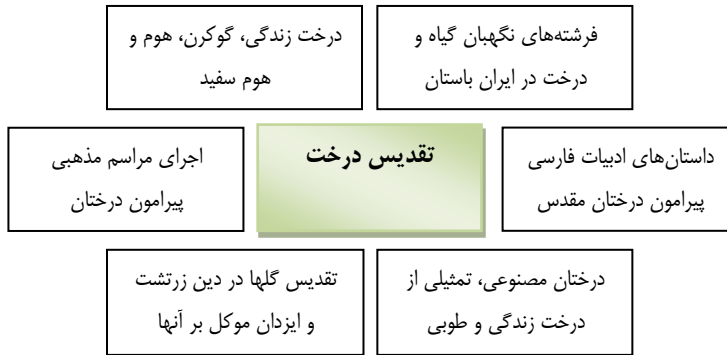 فرشته‌های نگهبان گیاه و
درخت در ایران باستان
درخت زندگی، گوکرن، هوم و
هوم سفید
داستان‌های ادبیات فارسی
پیرامون درختان مقدس
تقدیس درخت
اجرای مراسم مذهبی
پیرامون درختان
درختان مصنوعی، تمثیلی از
درخت زندگی و طوبی
تقدیس گلها در دین زرتشت
و ایزدان موکل بر آنها